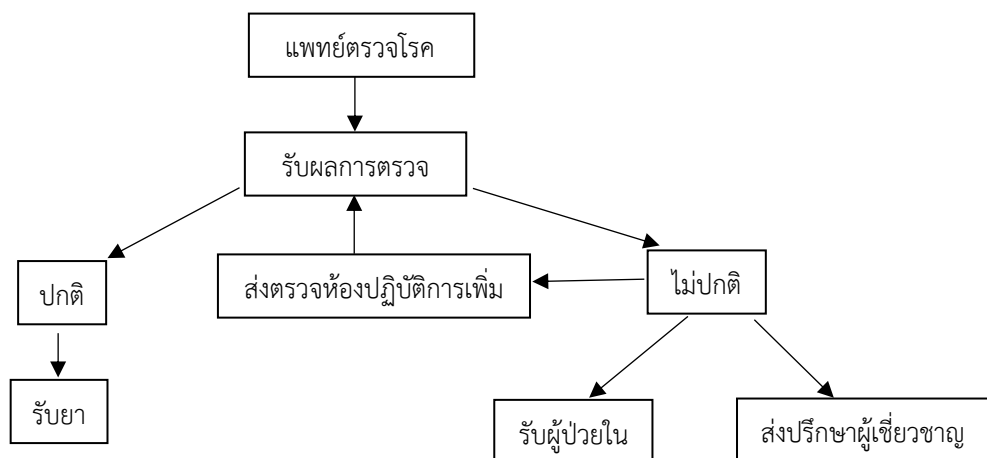 แพทย์ตรวจโรค
รับผลการตรวจ
ปกติ
ส่งตรวจห้องปฏิบัติการเพิ่ม
ไม่ปกติ
รับยา
รับผู้ป่วยใน
ส่งปรึกษาผู้เชี่ยวชาญ